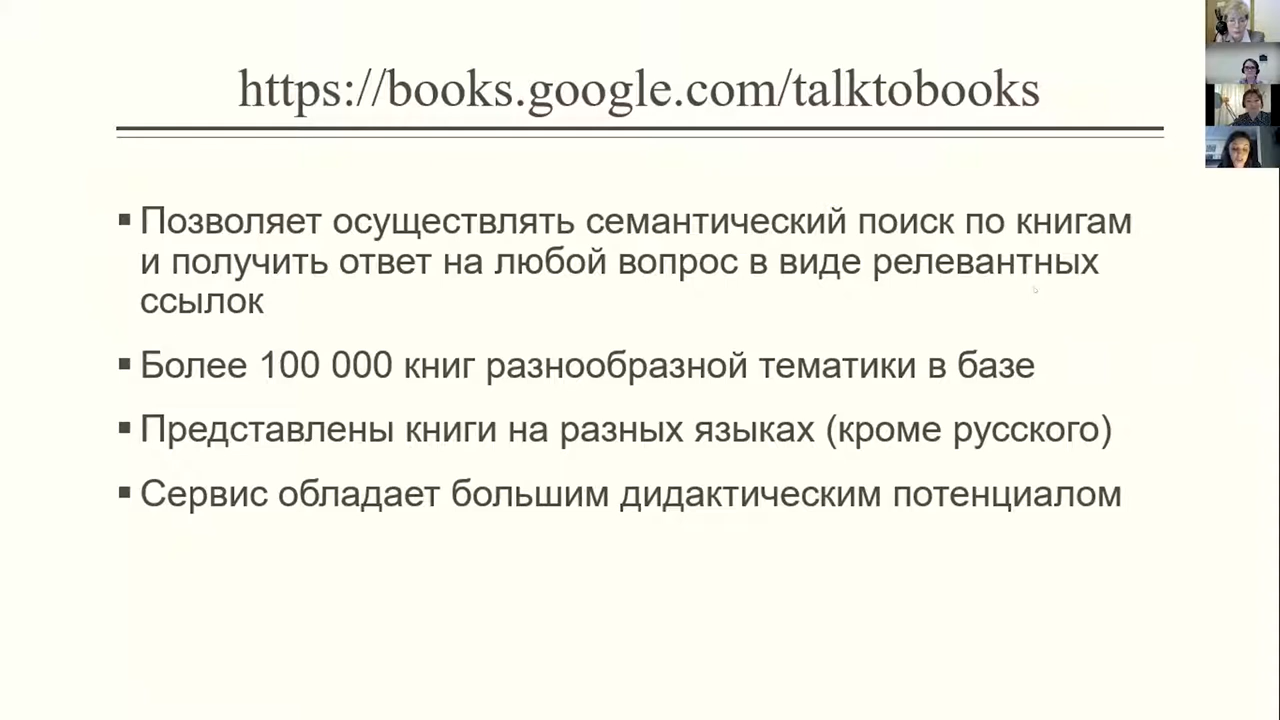 https://books.google.com/talktobooks
▪ Позволяет осуществлять семантический поиск по книгам
и получить ответ на любой вопрос в виде релевантных
ссылок
▪ Более 100 000 книг разнообразной тематики в базе
▪ Представлены книги на разных языках (кроме русского)
▪ Сервис обладает большим дидактическим потенциалом